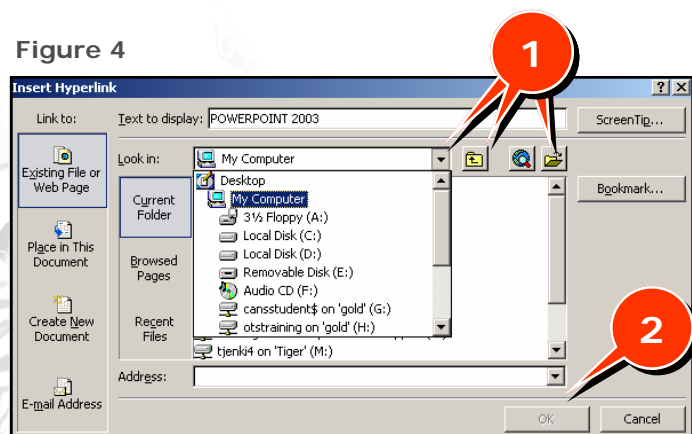 Figure 4
1
Insert Hyperlink
? X
Link to:
Text to display: POWERPOINT 2003
ScreenTip...
Existing File or
Web Page
Look in: My Computer
Bookmark...
Current
Folder
Desktop
My Computer
3½ Floppy (A:)
Local Disk (C:)
Local Disk (D:)
Removable Disk (E:)
Audio CD (F:)
cansstudent$ on 'gold' (G:)
otstraining on 'gold' (H:)
tjenki4 on 'Tiger' (M:)
Place in This
Document
Browsed
Pages
Create New
Document
Recent
Files
2
Address:
E-mail Address
OK
Cancel